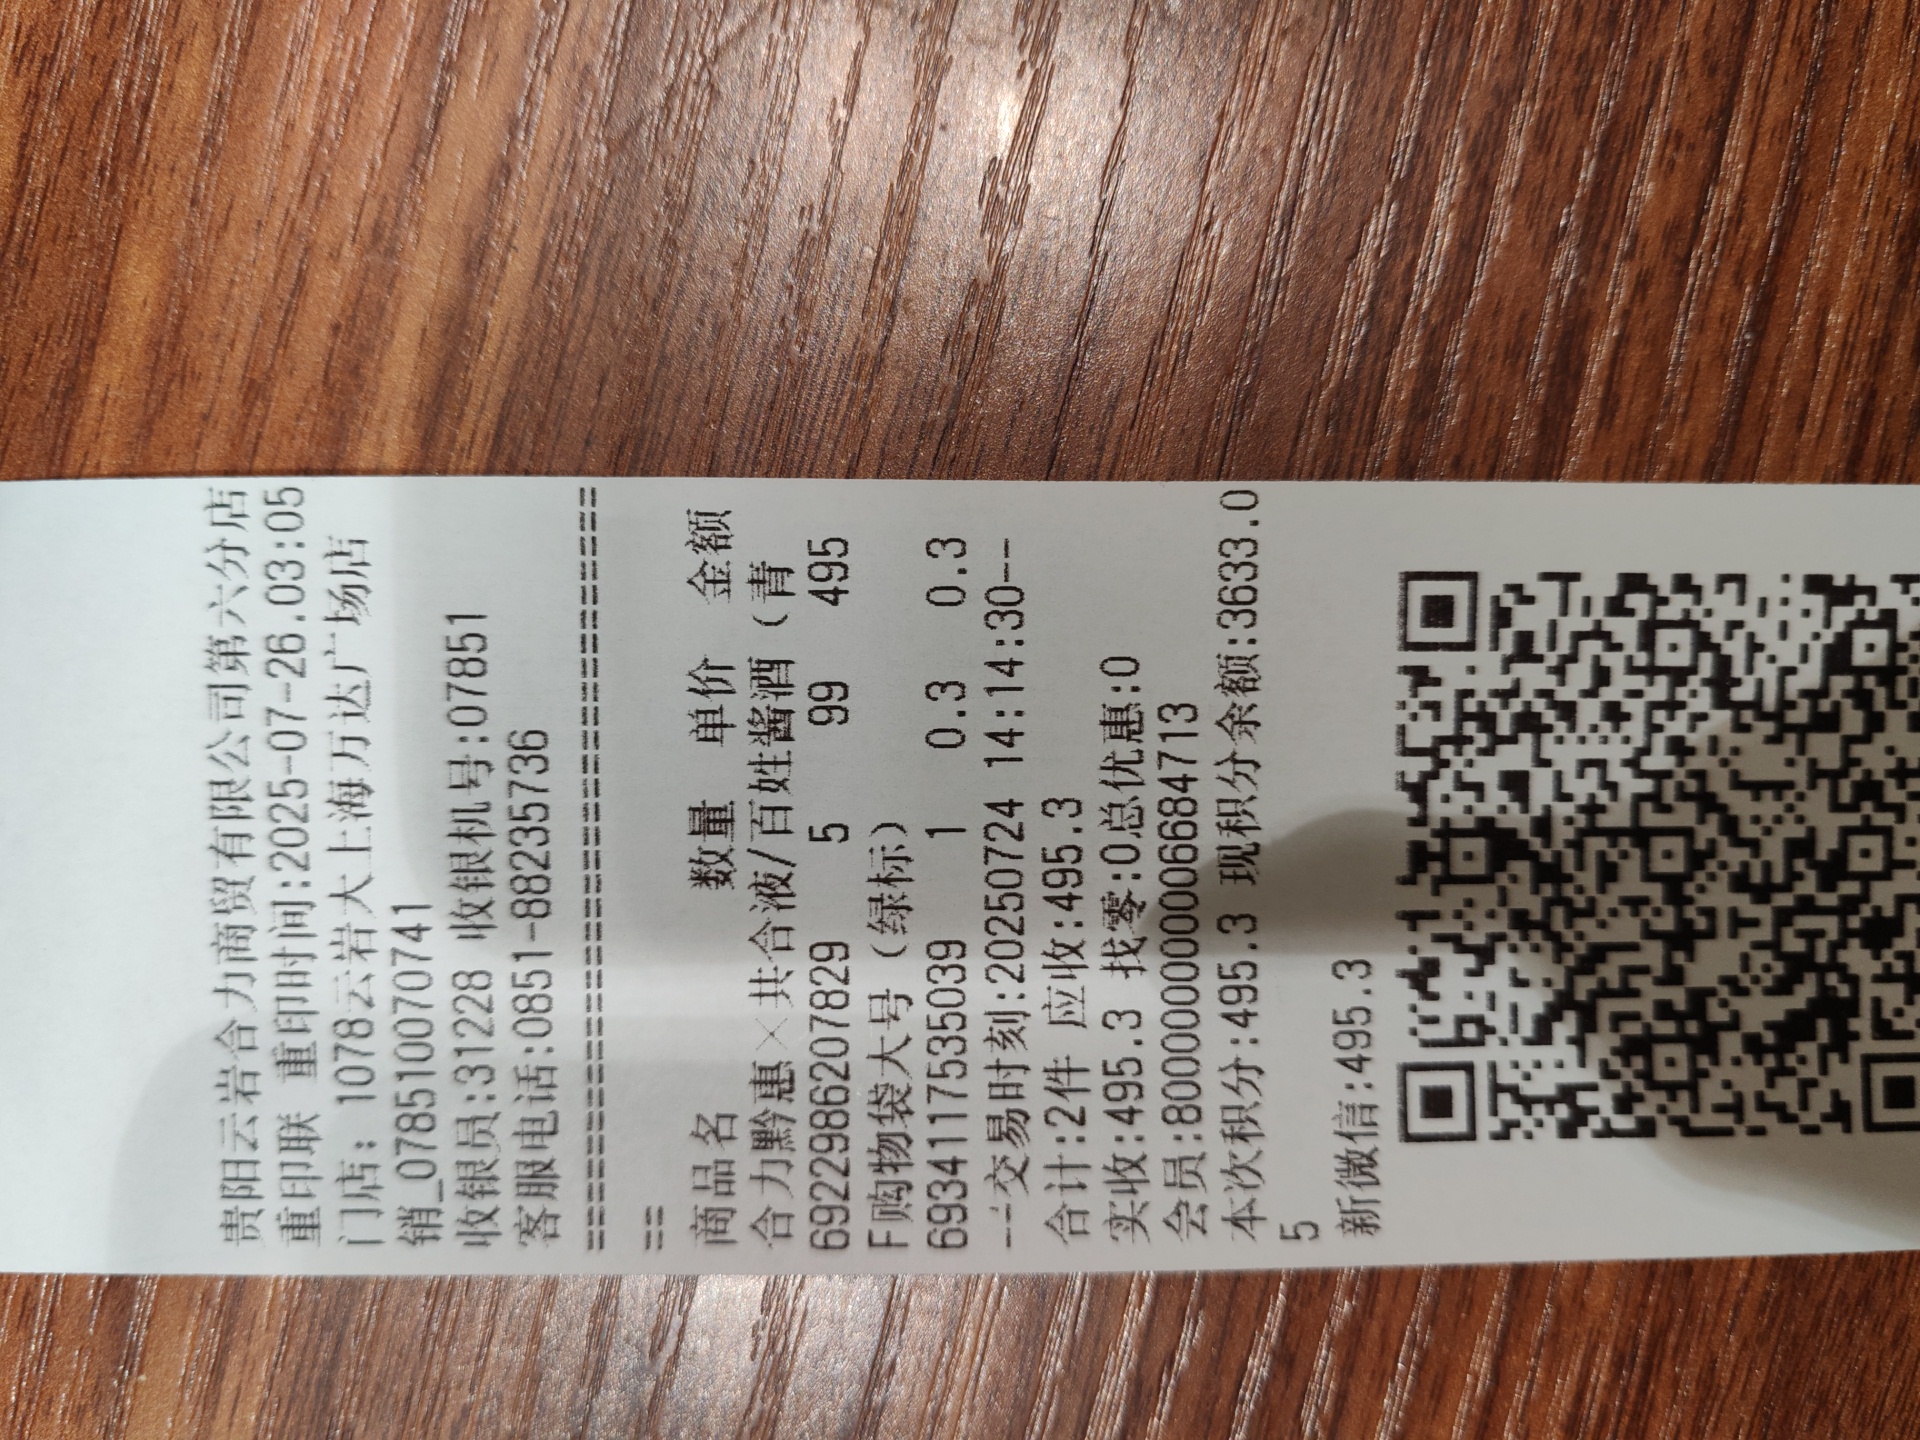 贵阳云岩合力商贸有限公司第六分店
重印联 重印时间:2025-07-26.03:05
门店: 1078云岩大上海万达广场店
销_078510070741
收银员:31228 收银机号:07851
客服电话:0851-88235736
==================================
==
商品名 数量 单价 金额
合力黔惠×共合液/百姓酱酒（青
6922986207829 5 99 495
F购物袋大号（绿标）
6934117535039 1 0.3 0.3
---交易时刻:20250724 14:14:30--
合计:2件 应收:495.3
实收:495.3 找零:0总优惠:0
会员:8000000000066684713
本次积分:495.3 现积分余额:3633.0
5
新微信:495.3